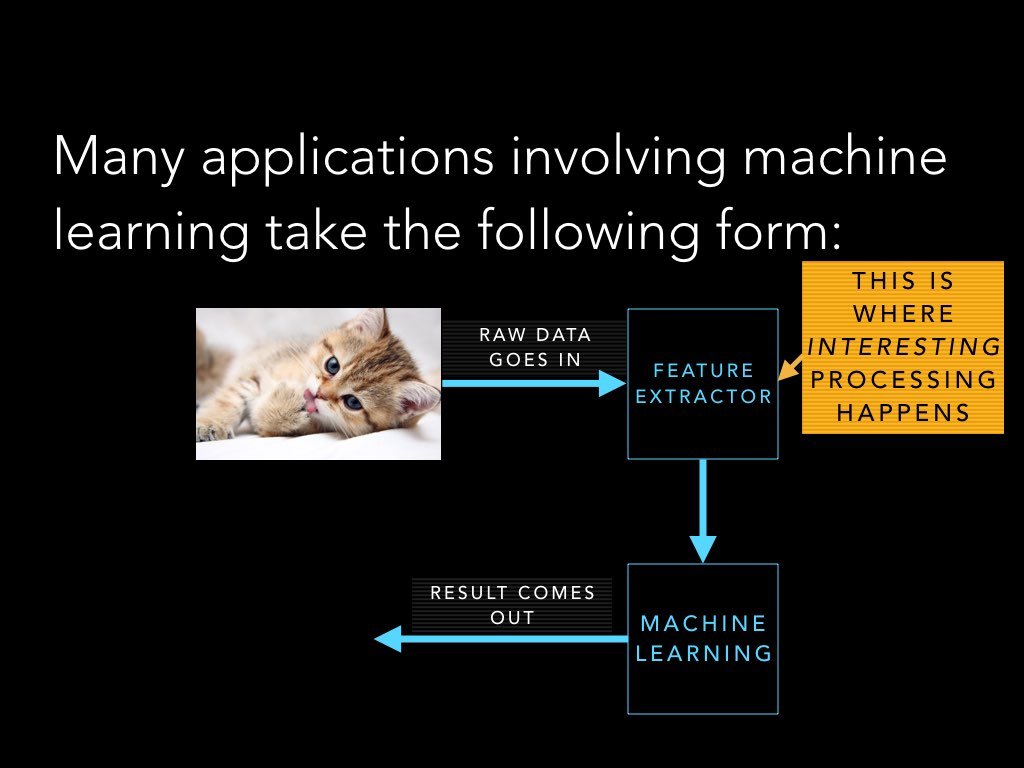 Many applications involving machine
learning take the following form:
THIS IS
WHERE
INTERESTING
PROCESSING
HAPPENS
RAW DATA
GOES IN
FEATURE
EXTRACTOR
RESULT COMES
OUT
MACHINE
LEARNING